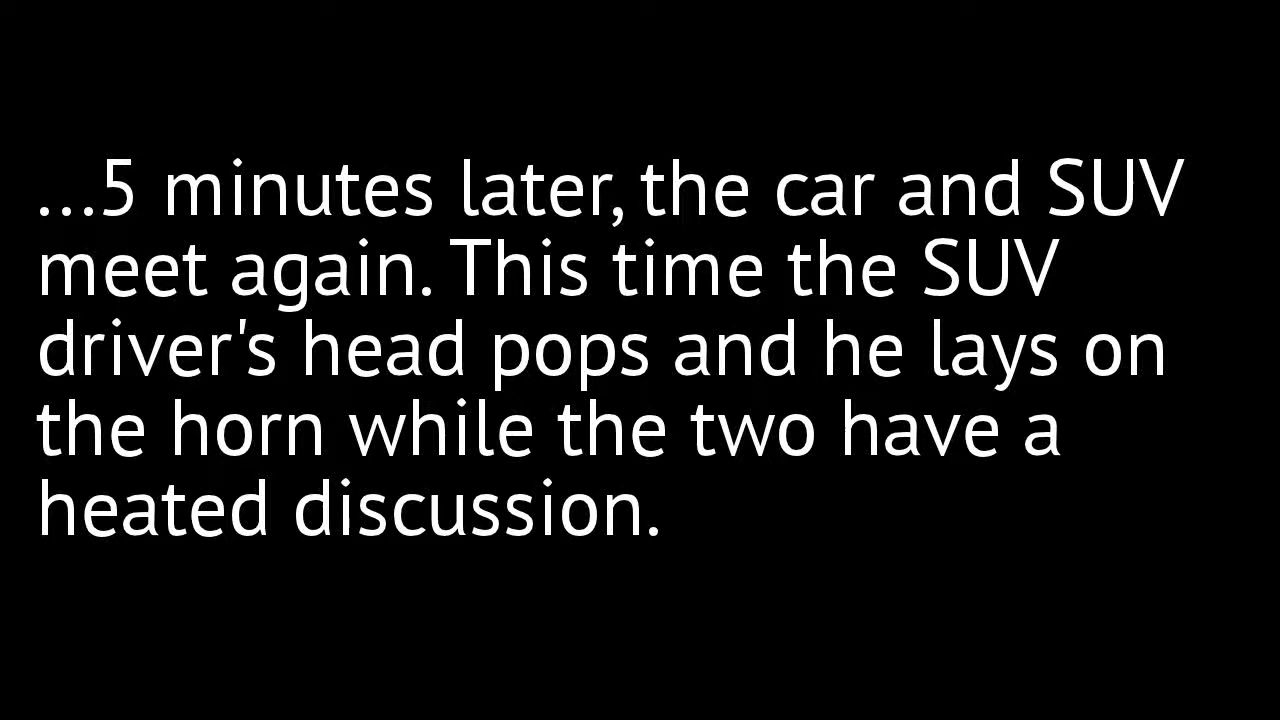 ...5 minutes later, the car and SUV
meet again. This time the SUV
driver's head pops and he lays on
the horn while the two have a
heated discussion.